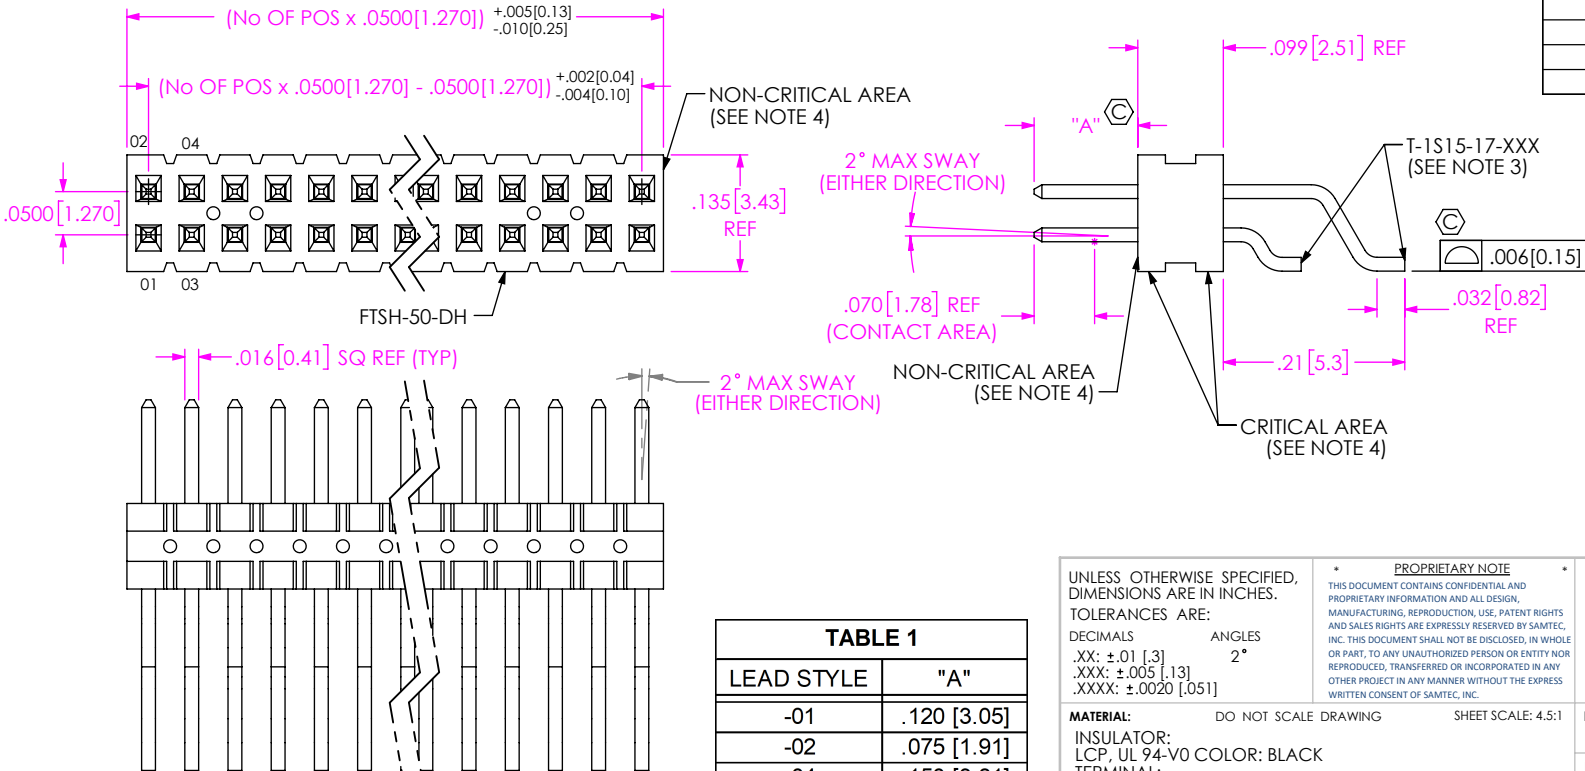 (No OF POS x .0500[1.270]) +.005[0.13] -.010[0.25]
(No OF POS x .0500[1.270] - .0500[1.270]) +.002[0.04] -.004[0.10]
NON-CRITICAL AREA
(SEE NOTE 4)
02 04
.0500[1.270]
.135[3.43]
REF
01 03
FTSH-50-DH
.099[2.51] REF
"A" C
2° MAX SWAY
(EITHER DIRECTION)
T-1S15-17-XXX
(SEE NOTE 3)
C
.006[0.15]
.070[1.78] REF
(CONTACT AREA)
.032[0.82]
REF
.21[5.3]
NON-CRITICAL AREA
(SEE NOTE 4)
CRITICAL AREA
(SEE NOTE 4)
.016[0.41] SQ REF (TYP)
2° MAX SWAY
(EITHER DIRECTION)
TABLE 1
LEAD STYLE "A"
-01 .120 [3.05]
-02 .075 [1.91]
UNLESS OTHERWISE SPECIFIED,
DIMENSIONS ARE IN INCHES.
TOLERANCES ARE:
DECIMALS ANGLES
.XX: ±.01 [.3] 2°
.XXX: ±.005 [.13]
.XXXX: ±.0020 [.051]
* PROPRIETARY NOTE *
THIS DOCUMENT CONTAINS CONFIDENTIAL AND
PROPRIETARY INFORMATION AND ALL DESIGN,
MANUFACTURING, REPRODUCTION, USE, PATENT RIGHTS
AND SALES RIGHTS ARE EXPRESSLY RESERVED BY SAMTEC,
INC. THIS DOCUMENT SHALL NOT BE DISCLOSED, IN WHOLE
OR PART, TO ANY UNAUTHORIZED PERSON OR ENTITY NOR
REPRODUCED, TRANSFERRED OR INCORPORATED IN ANY
OTHER PROJECT IN ANY MANNER WITHOUT THE EXPRESS
WRITTEN CONSENT OF SAMTEC, INC.
MATERIAL: DO NOT SCALE DRAWING SHEET SCALE: 4.5:1
INSULATOR:
LCP, UL 94-V0 COLOR: BLACK
TERMINAL: